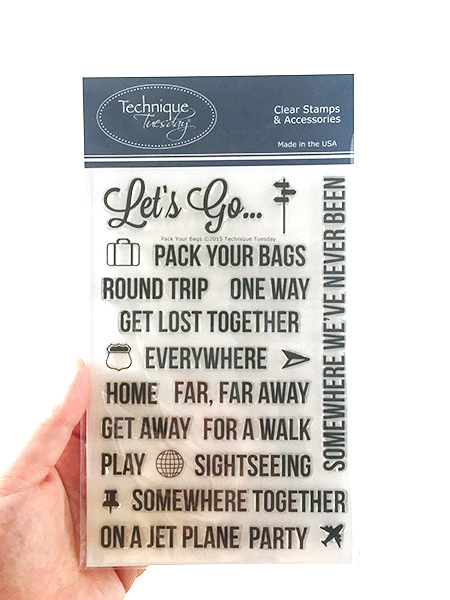 Technique
Tuesday
Clear Stamps
& Accessories
Made in the USA
Let's Go...
Pack Your Bags ©2015 Technique Tuesday
PACK YOUR BAGS
ROUND TRIP ONE WAY
GET LOST TOGETHER
EVERYWHERE
HOME FAR, FAR AWAY
GET AWAY FOR A WALK
PLAY SIGHTSEEING
SOMEWHERE TOGETHER
ON A JET PLANE PARTY
SOMEWHERE WE'VE NEVER BEEN